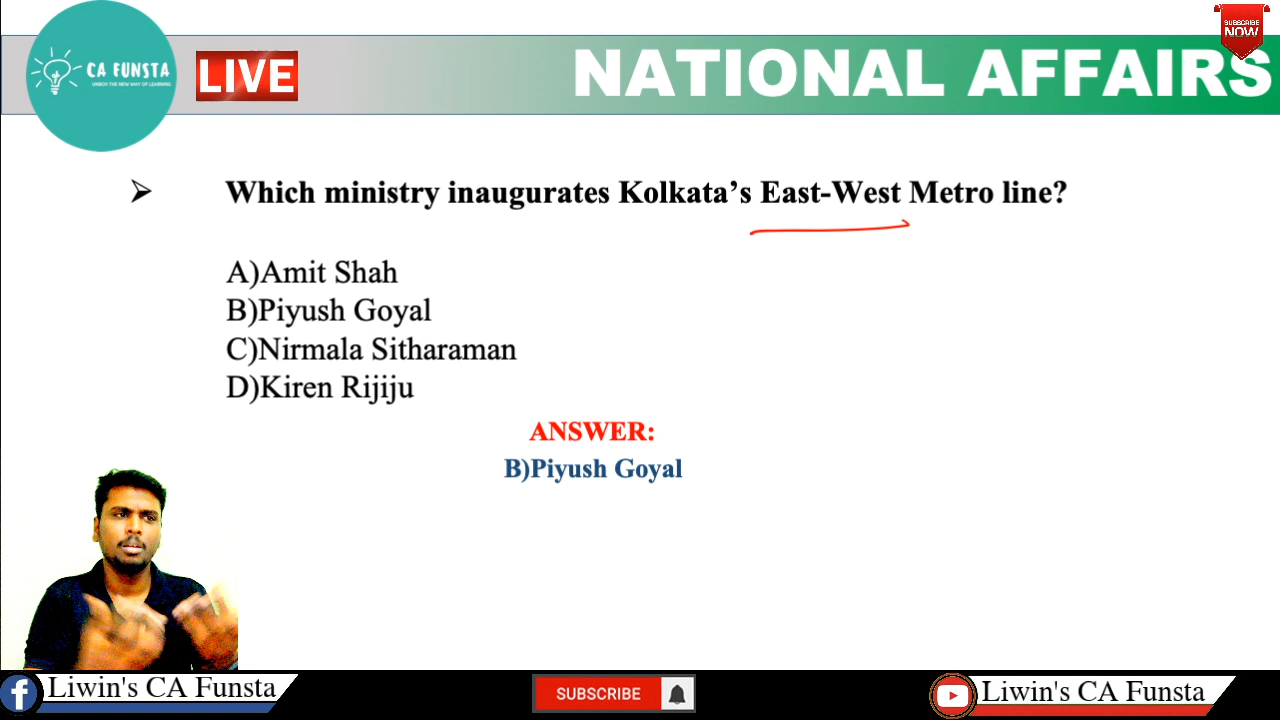 CA FUNSTA
LIVE
NATIONAL AFFAIRS
SUBSCRIBE
NOW
Which ministry inaugurates Kolkata’s East-West Metro line?
A)Amit Shah
B)Piyush Goyal
C)Nirmala Sitharaman
D)Kiren Rijiju
ANSWER:
B)Piyush Goyal
Liwin's CA Funsta
SUBSCRIBE
Liwin's CA Funsta